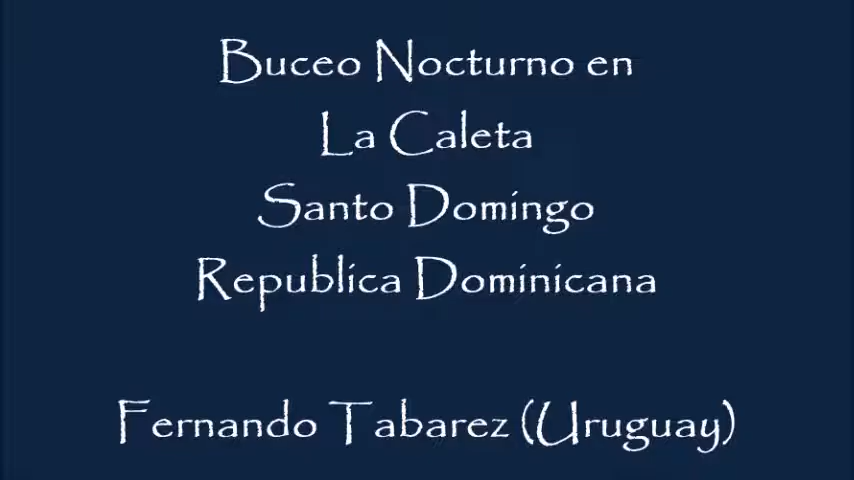 Buceo Nocturno en
La Caleta
Santo Domingo
Republica Dominicana
Fernando Tabarez (Uruguay)